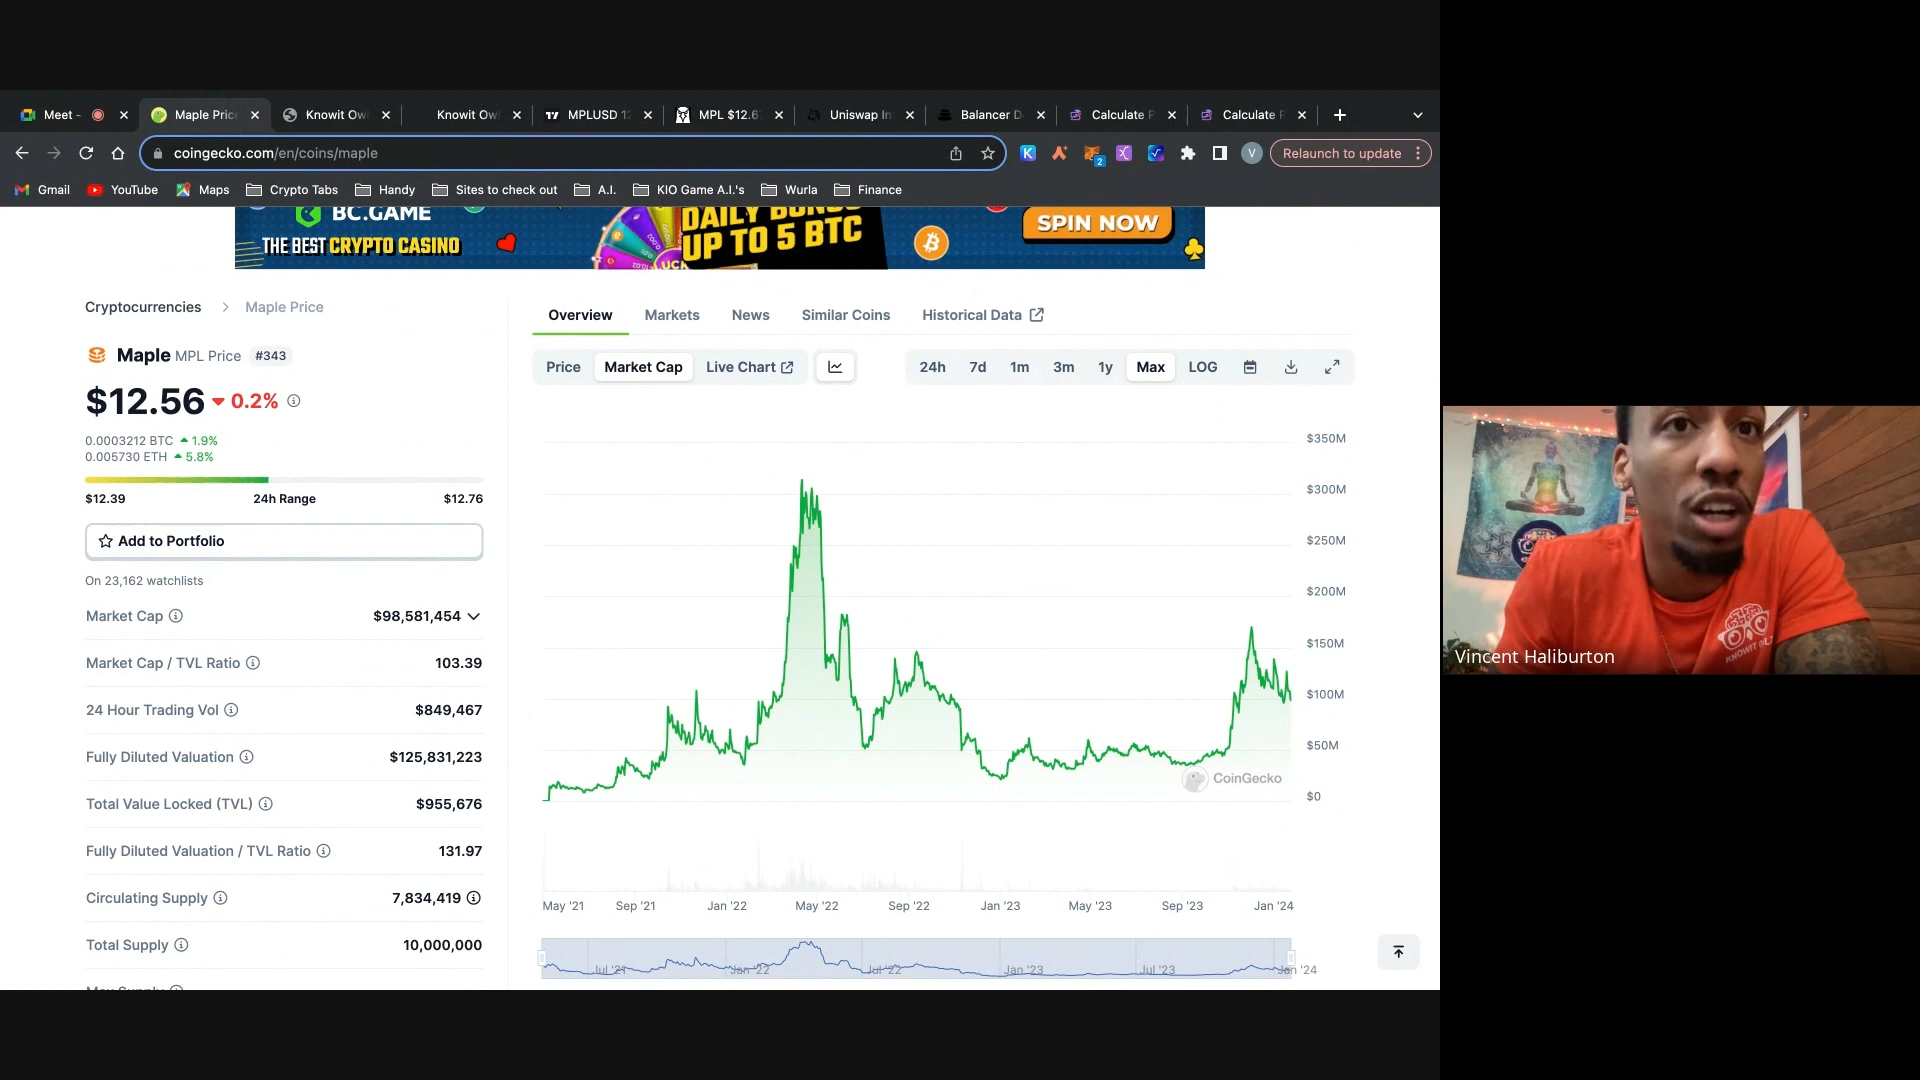 Meet -
Maple Pric
Knowit Ow
Knowit Ow
MPLUSD 12
MPL $12.6
Uniswap In
Balancer D
Calculate P
Calculate P
coingecko.com/en/coins/maple
2
V
Relaunch to update
Gmail
YouTube
Maps
Crypto Tabs
Handy
Sites to check out
A.I.
KIO Game A.I.'s
Wurla
Finance
BC.GAME
THE BEST CRYPTO CASINO
DAILY BONUS
UP TO 5 BTC
SPIN NOW
Cryptocurrencies
Maple Price
Maple MPL Price #343
$12.56 0.2%
0.0003212 BTC 1.9%
0.005730 ETH 5.8%
$12.39 24h Range $12.76
Add to Portfolio
On 23,162 watchlists
Market Cap $98,581,454
Market Cap / TVL Ratio 103.39
24 Hour Trading Vol $849,467
Fully Diluted Valuation $125,831,223
Total Value Locked (TVL) $955,676
Fully Diluted Valuation / TVL Ratio 131.97
Circulating Supply 7,834,419
Total Supply 10,000,000
Max Supply
Overview Markets News Similar Coins Historical Data
Price Market Cap Live Chart
24h 7d 1m 3m 1y Max LOG
$350M
$300M
$250M
$200M
$150M
$100M
$50M
$0
CoinGecko
May '21 Sep '21 Jan '22 May '22 Sep '22 Jan '23 May '23 Sep '23 Jan '24
Jul '21 Jan '22 Jul '22 Jan '23 Jul '23 Jan '24
KNOWIT OWL
Vincent Haliburton